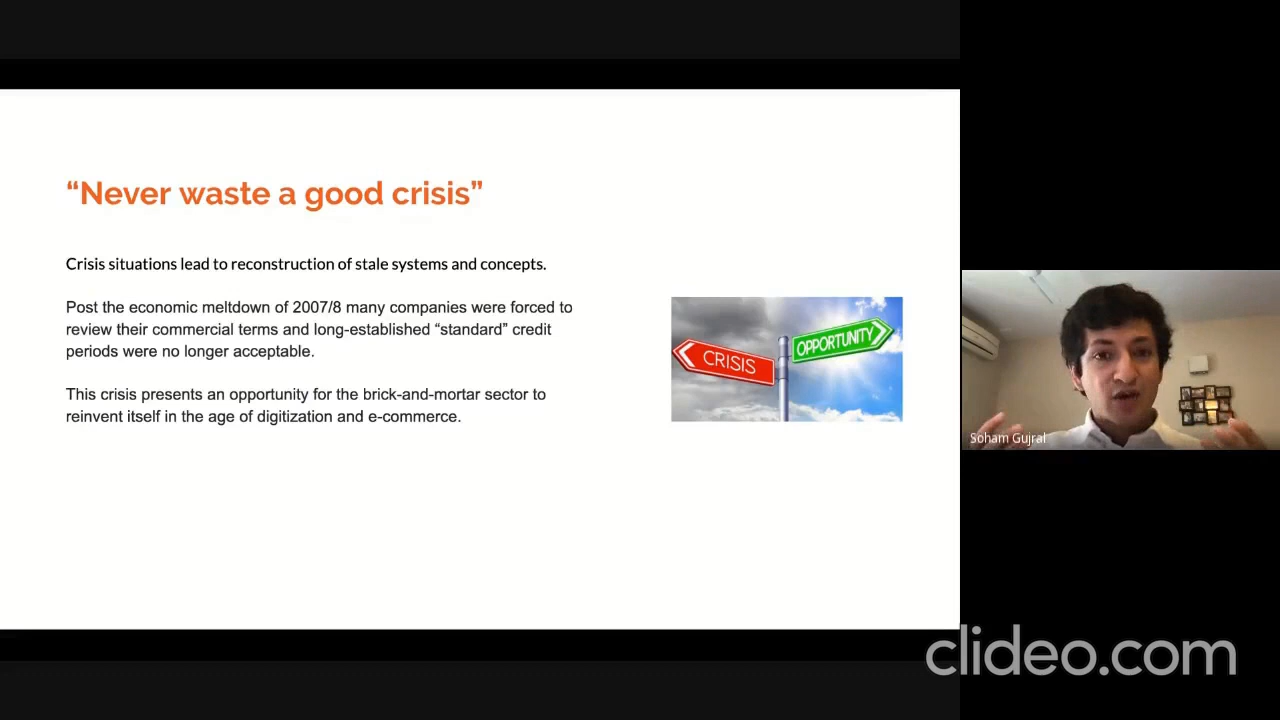 “Never waste a good crisis”
Crisis situations lead to reconstruction of stale systems and concepts.
Post the economic meltdown of 2007/8 many companies were forced to
review their commercial terms and long-established “standard” credit
periods were no longer acceptable.
This crisis presents an opportunity for the brick-and-mortar sector to
reinvent itself in the age of digitization and e-commerce.
CRISIS
OPPORTUNITY
Soham Gujral
clideo.com